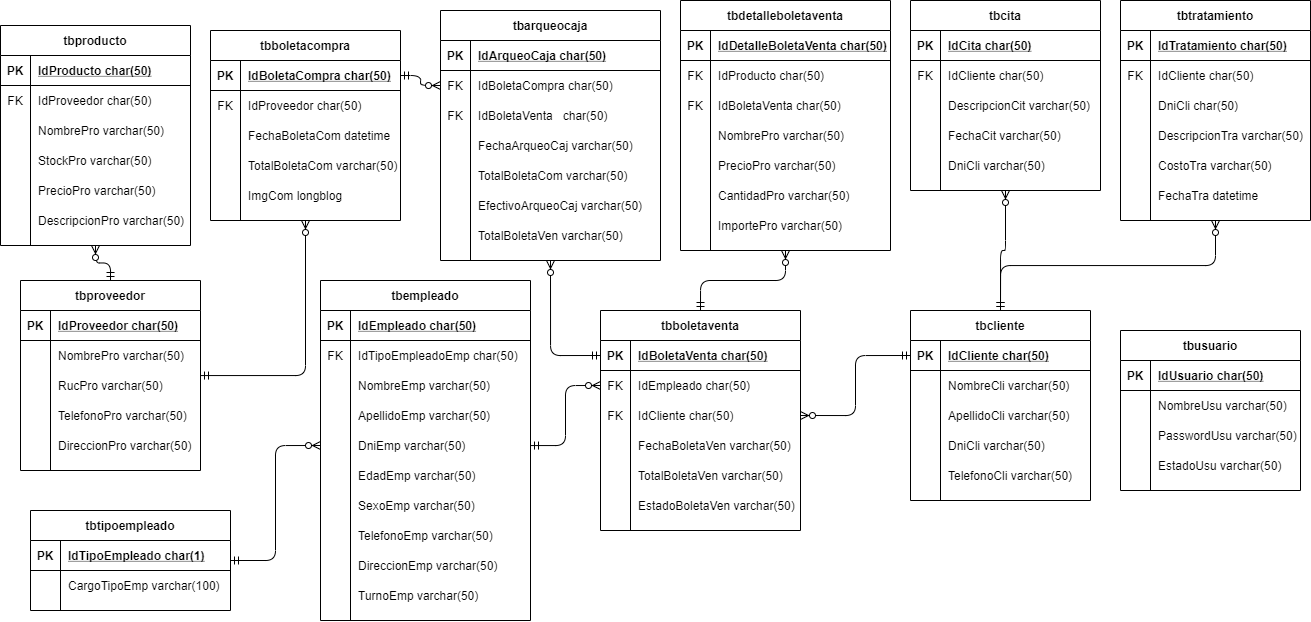 tbproducto
PK IdProducto char(50)
FK IdProveedor char(50)
NombrePro varchar(50)
StockPro varchar(50)
PrecioPro varchar(50)
DescripcionPro varchar(50)
tbboletacompra
PK IdBoletaCompra char(50)
FK IdProveedor char(50)
FechaBoletaCom datetime
TotalBoletaCom varchar(50)
ImgCom longblog
tbarqueocaja
PK IdArqueoCaja char(50)
FK IdBoletaCompra char(50)
FK IdBoletaVenta char(50)
FechaArqueoCaj varchar(50)
TotalBoletaCom varchar(50)
EfectivoArqueoCaj varchar(50)
TotalBoletaVen varchar(50)
tbdetalleboletaventa
PK IdDetalleBoletaVenta char(50)
FK IdProducto char(50)
FK IdBoletaVenta char(50)
NombrePro varchar(50)
PrecioPro varchar(50)
CantidadPro varchar(50)
ImportePro varchar(50)
tbcita
PK IdCita char(50)
FK IdCliente char(50)
DescripcionCit varchar(50)
FechaCit varchar(50)
DniCli varchar(50)
tbtratamiento
PK IdTratamiento char(50)
FK IdCliente char(50)
DniCli char(50)
DescripcionTra varchar(50)
CostoTra varchar(50)
FechaTra datetime
tbproveedor
PK IdProveedor char(50)
NombrePro varchar(50)
RucPro varchar(50)
TelefonoPro varchar(50)
DireccionPro varchar(50)
tbempleado
PK IdEmpleado char(50)
FK IdTipoEmpleadoEmp char(50)
NombreEmp varchar(50)
ApellidoEmp varchar(50)
DniEmp varchar(50)
EdadEmp varchar(50)
SexoEmp varchar(50)
TelefonoEmp varchar(50)
DireccionEmp varchar(50)
TurnoEmp varchar(50)
tbboletaventa
PK IdBoletaVenta char(50)
FK IdEmpleado char(50)
FK IdCliente char(50)
FechaBoletaVen varchar(50)
TotalBoletaVen varchar(50)
EstadoBoletaVen varchar(50)
tbcliente
PK IdCliente char(50)
NombreCli varchar(50)
ApellidoCli varchar(50)
DniCli varchar(50)
TelefonoCli varchar(50)
tbusuario
PK IdUsuario char(50)
NombreUsu varchar(50)
PasswordUsu varchar(50)
EstadoUsu varchar(50)
tbtipoempleado
PK IdTipoEmpleado char(1)
CargoTipoEmp varchar(100)